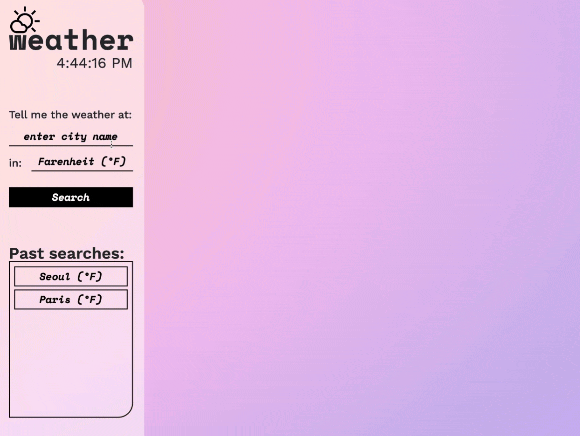 weather
4:44:16 PM
Tell me the weather at:
enter city name
in: Farenheit (°F)
Search
Past searches:
Seoul (°F)
Paris (°F)